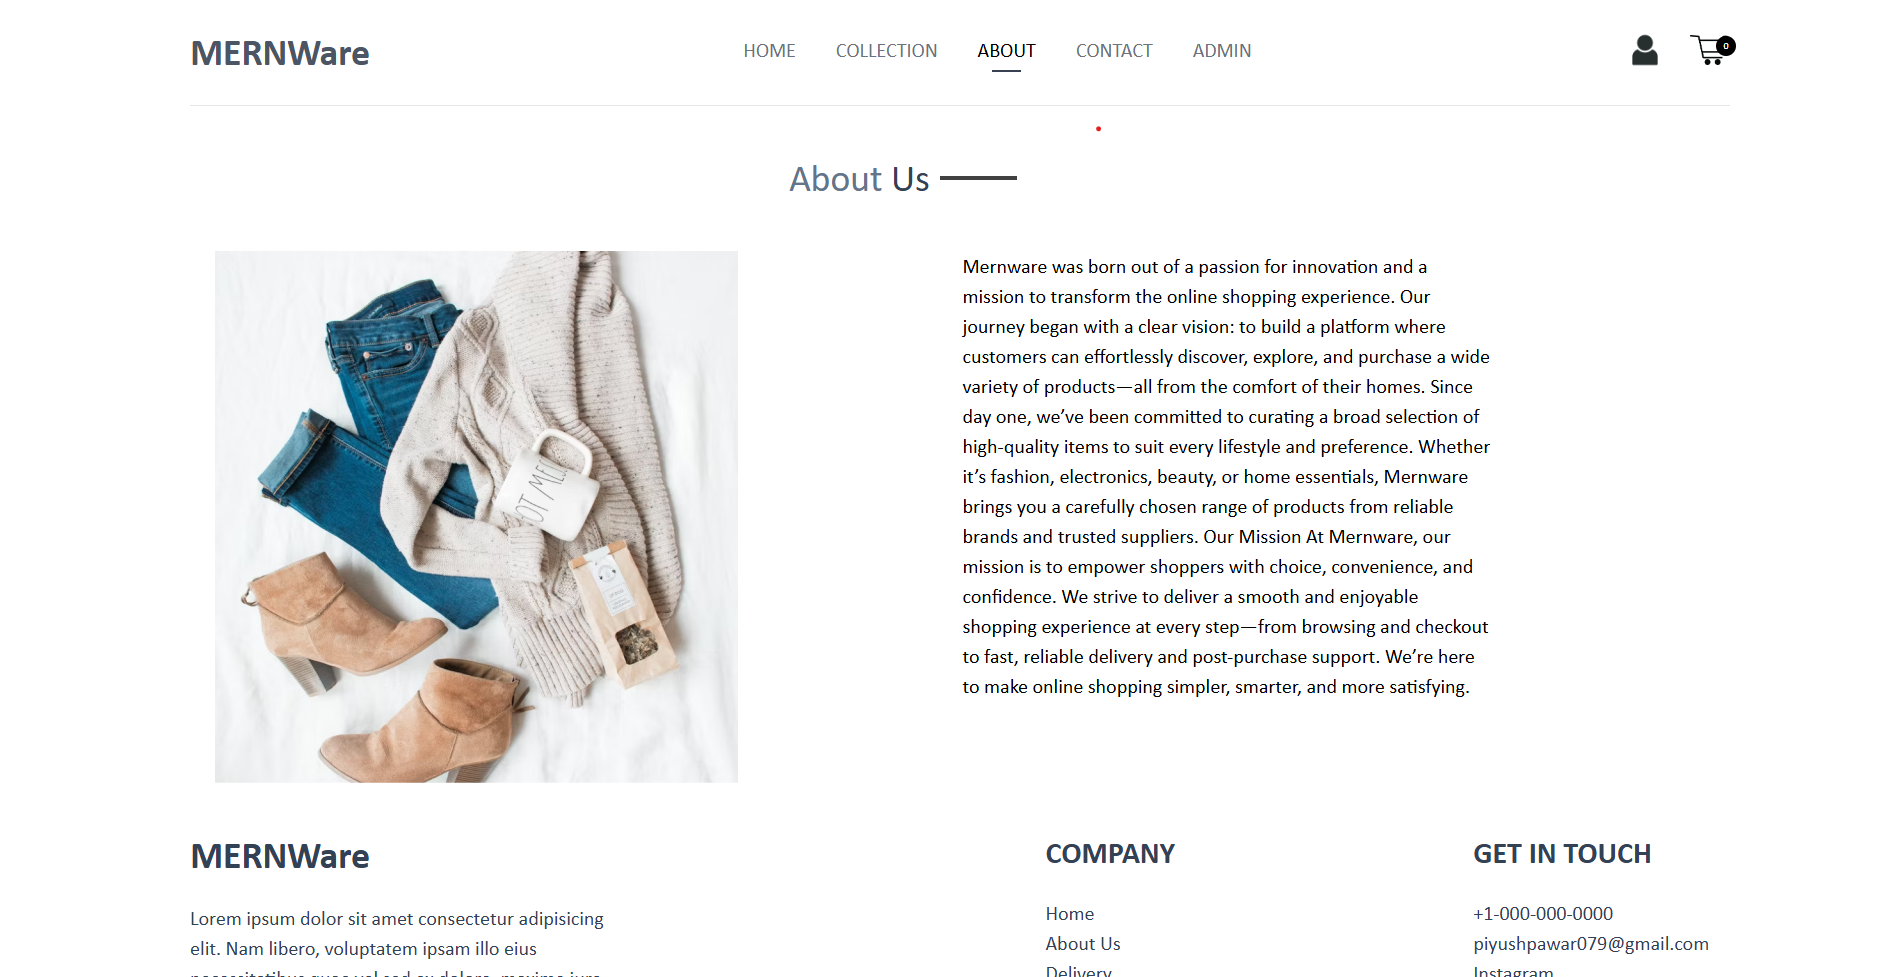 MERNWare
HOME COLLECTION ABOUT CONTACT ADMIN
0
About Us
Mernware was born out of a passion for innovation and a
mission to transform the online shopping experience. Our
journey began with a clear vision: to build a platform where
customers can effortlessly discover, explore, and purchase a wide
variety of products—all from the comfort of their homes. Since
day one, we’ve been committed to curating a broad selection of
high-quality items to suit every lifestyle and preference. Whether
it’s fashion, electronics, beauty, or home essentials, Mernware
brings you a carefully chosen range of products from reliable
brands and trusted suppliers. Our Mission At Mernware, our
mission is to empower shoppers with choice, convenience, and
confidence. We strive to deliver a smooth and enjoyable
shopping experience at every step—from browsing and checkout
to fast, reliable delivery and post-purchase support. We’re here
to make online shopping simpler, smarter, and more satisfying.
MERNWare
Lorem ipsum dolor sit amet consectetur adipisicing
elit. Nam libero, voluptatem ipsam illo eius
COMPANY
Home
About Us
Delivery
GET IN TOUCH
+1-000-000-0000
piyushpawar079@gmail.com
Instagram